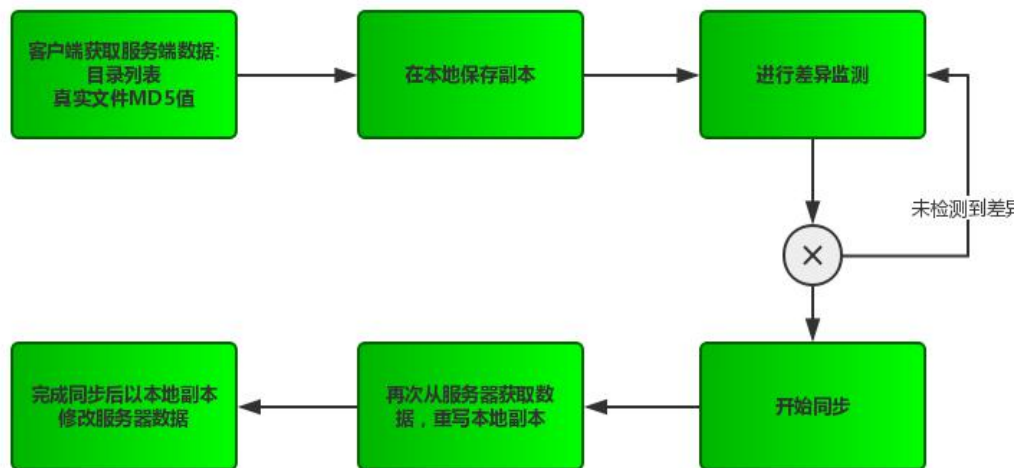 客户端获取服务端数据:
目录列表
真实文件MD5值
在本地保存副本
进行差异监测
未检测到差异
完成同步后以本地副本
修改服务器数据
再次从服务器获取数
据，重写本地副本
开始同步